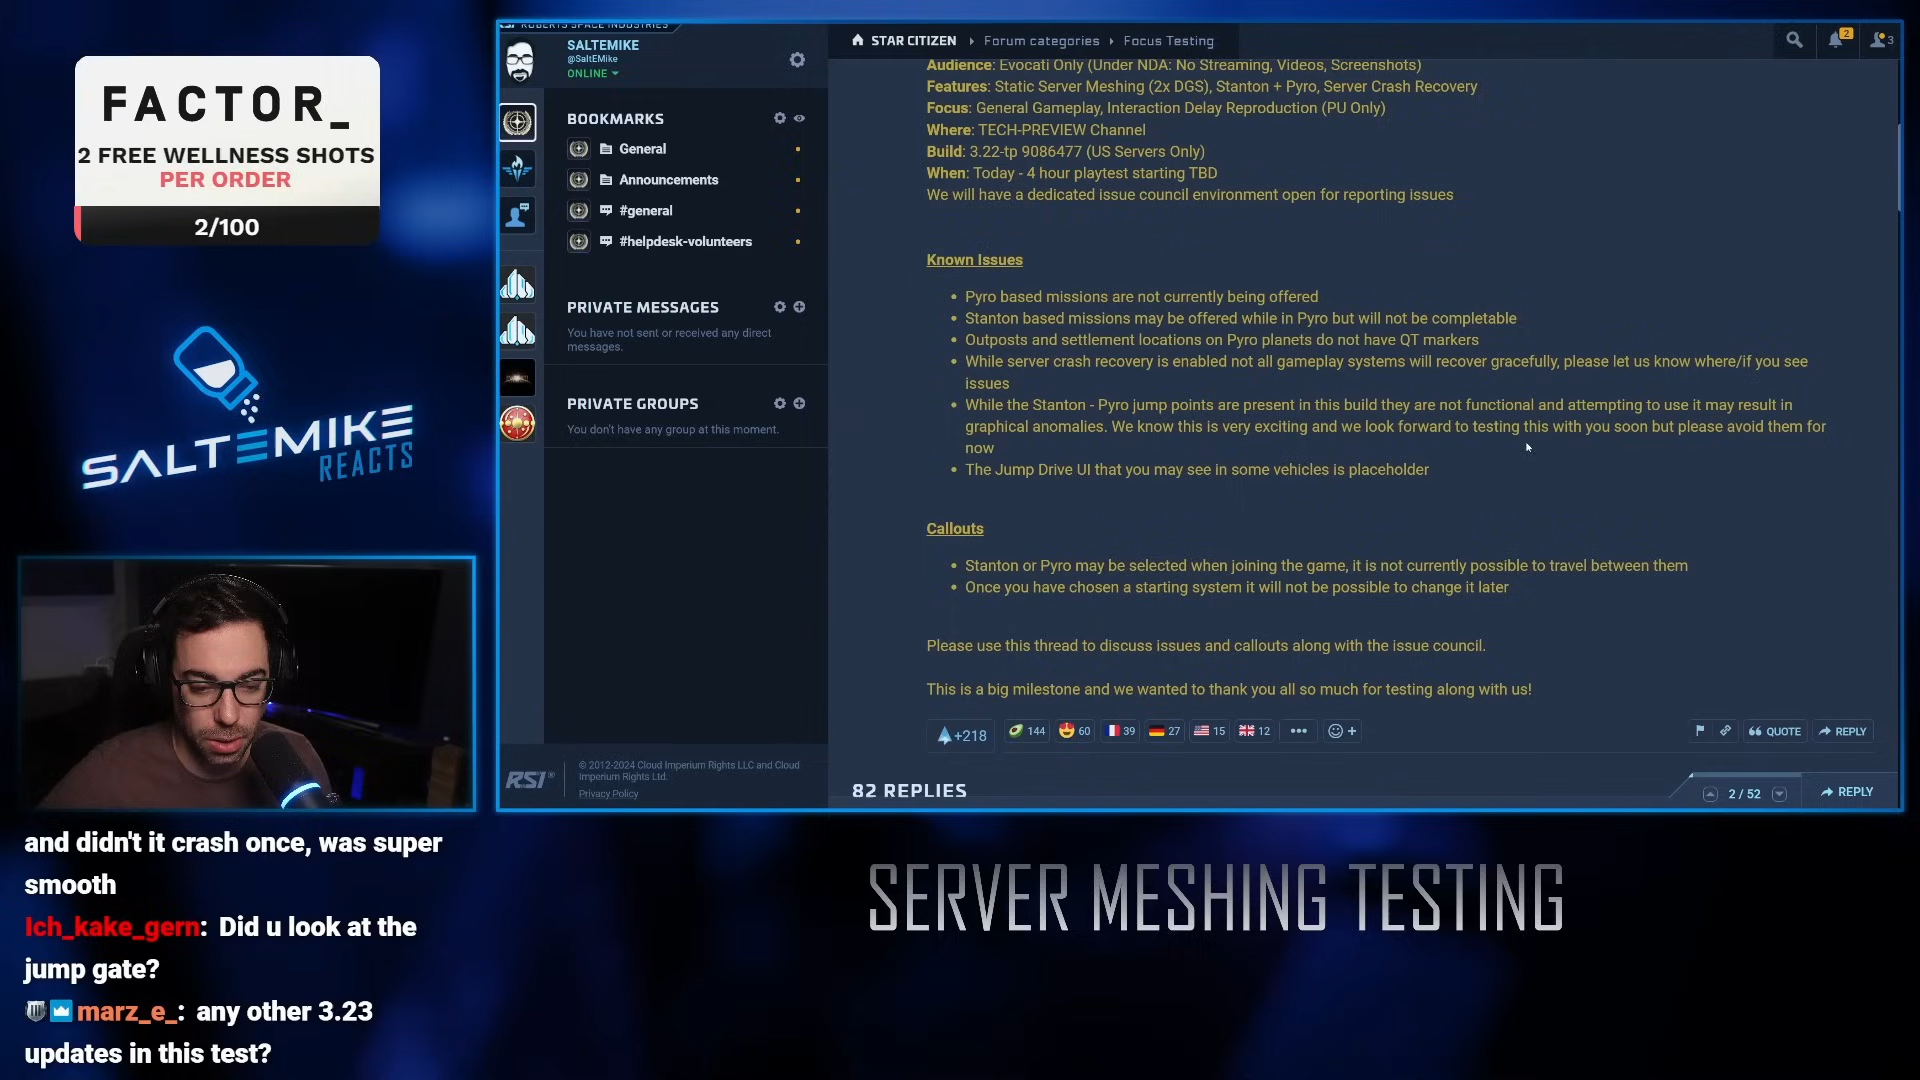 FACTOR_
2 FREE WELLNESS SHOTS
PER ORDER
2/100
SALTEMIKE
REACTS
ROBERTS SPACE INDUSTRIES
SALTEMIKE
@SaltEMike
ONLINE
BOOKMARKS
General
Announcements
#general
#helpdesk-volunteers
PRIVATE MESSAGES
You have not sent or received any direct
messages.
PRIVATE GROUPS
You don't have any group at this moment.
RSI
© 2012-2024 Cloud Imperium Rights LLC and Cloud
Imperium Rights Ltd.
Privacy Policy
STAR CITIZEN › Forum categories › Focus Testing
2
3
Audience: Evocati Only (Under NDA: No Streaming, Videos, Screenshots)
Features: Static Server Meshing (2x DGS), Stanton + Pyro, Server Crash Recovery
Focus: General Gameplay, Interaction Delay Reproduction (PU Only)
Where: TECH-PREVIEW Channel
Build: 3.22-tp 9086477 (US Servers Only)
When: Today - 4 hour playtest starting TBD
We will have a dedicated issue council environment open for reporting issues
Known Issues
• Pyro based missions are not currently being offered
• Stanton based missions may be offered while in Pyro but will not be completable
• Outposts and settlement locations on Pyro planets do not have QT markers
• While server crash recovery is enabled not all gameplay systems will recover gracefully, please let us know where/if you see
issues
• While the Stanton - Pyro jump points are present in this build they are not functional and attempting to use it may result in
graphical anomalies. We know this is very exciting and we look forward to testing this with you soon but please avoid them for
now
• The Jump Drive UI that you may see in some vehicles is placeholder
Callouts
• Stanton or Pyro may be selected when joining the game, it is not currently possible to travel between them
• Once you have chosen a starting system it will not be possible to change it later
Please use this thread to discuss issues and callouts along with the issue council.
This is a big milestone and we wanted to thank you all so much for testing along with us!
+218 144 60 39 27 15 12 ••• + QUOTE REPLY
82 REPLIES
2 / 52 REPLY
and didn't it crash once, was super
smooth
Ich_kake_gern: Did u look at the
jump gate?
marz_e_: any other 3.23
updates in this test?
SERVER MESHING TESTING